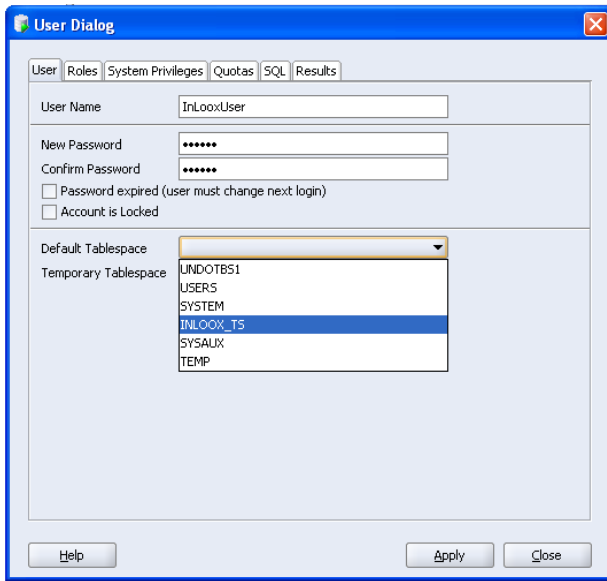 User Dialog
User Roles System Privileges Quotas SQL Results
User Name InLooxUser
New Password ••••••
Confirm Password ••••••
Password expired (user must change next login)
Account is Locked
Default Tablespace
Temporary Tablespace
UNDOTBS1
USERS
SYSTEM
INLOOX_TS
SYSAUX
TEMP
Help Apply Close